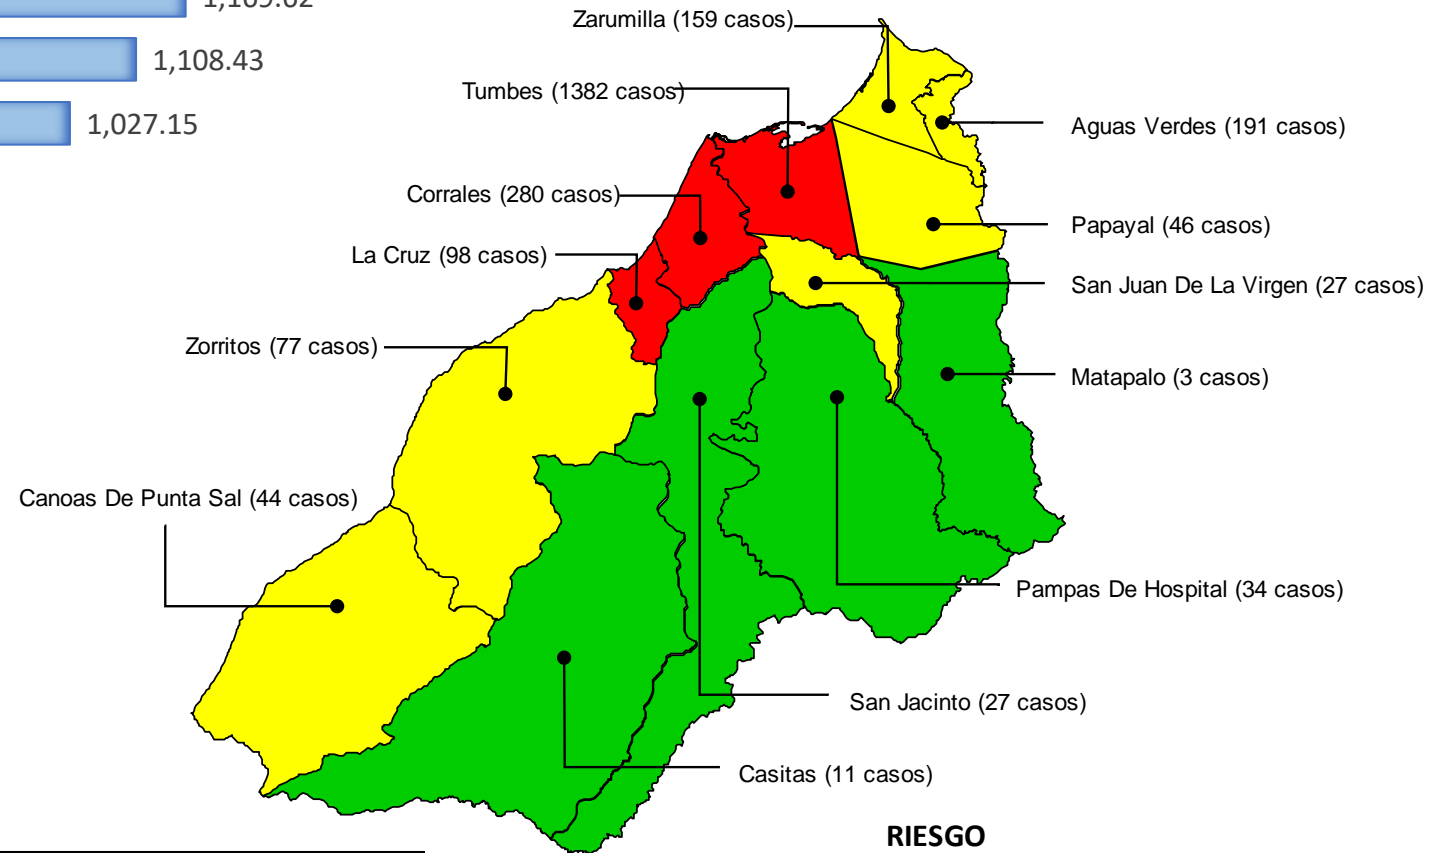 1,108.43
1,027.15
Zarumilla (159 casos)
Tumbes (1382 casos)
Aguas Verdes (191 casos)
Corrales (280 casos)
Papayal (46 casos)
La Cruz (98 casos)
San Juan De La Virgen (27 casos)
Zorritos (77 casos)
Matapalo (3 casos)
Canoas De Punta Sal (44 casos)
Pampas De Hospital (34 casos)
San Jacinto (27 casos)
Casitas (11 casos)
RIESGO